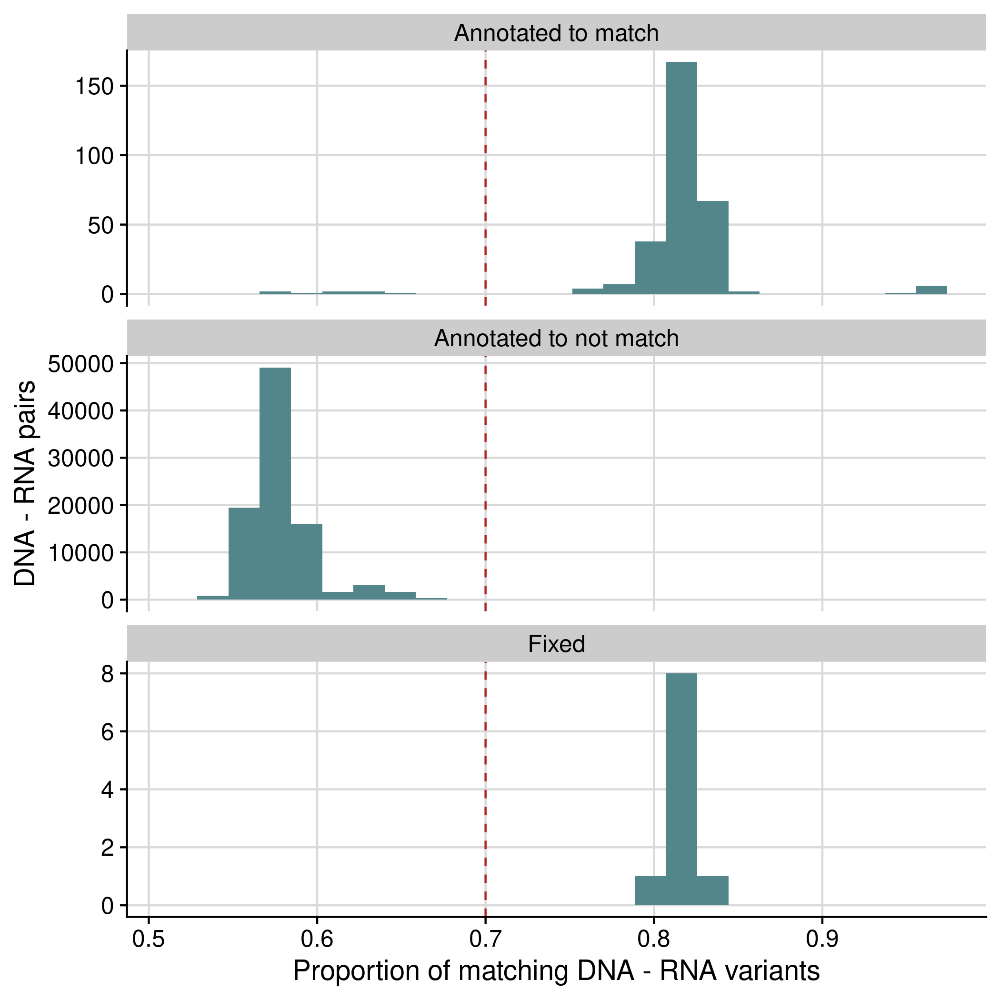 Annotated to match
150
100
50
0
Annotated to not match
50000
40000
30000
20000
10000
0
DNA - RNA pairs
Fixed
8
6
4
2
0
0.5 0.6 0.7 0.8 0.9
Proportion of matching DNA - RNA variants